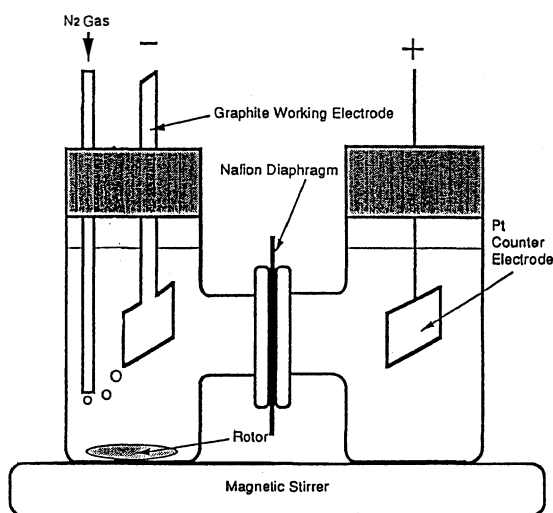 N2 Gas
−
+
Graphite Working Electrode
Nafion Diaphragm
Pt
Counter
Electrode
Rotor
Magnetic Stirrer